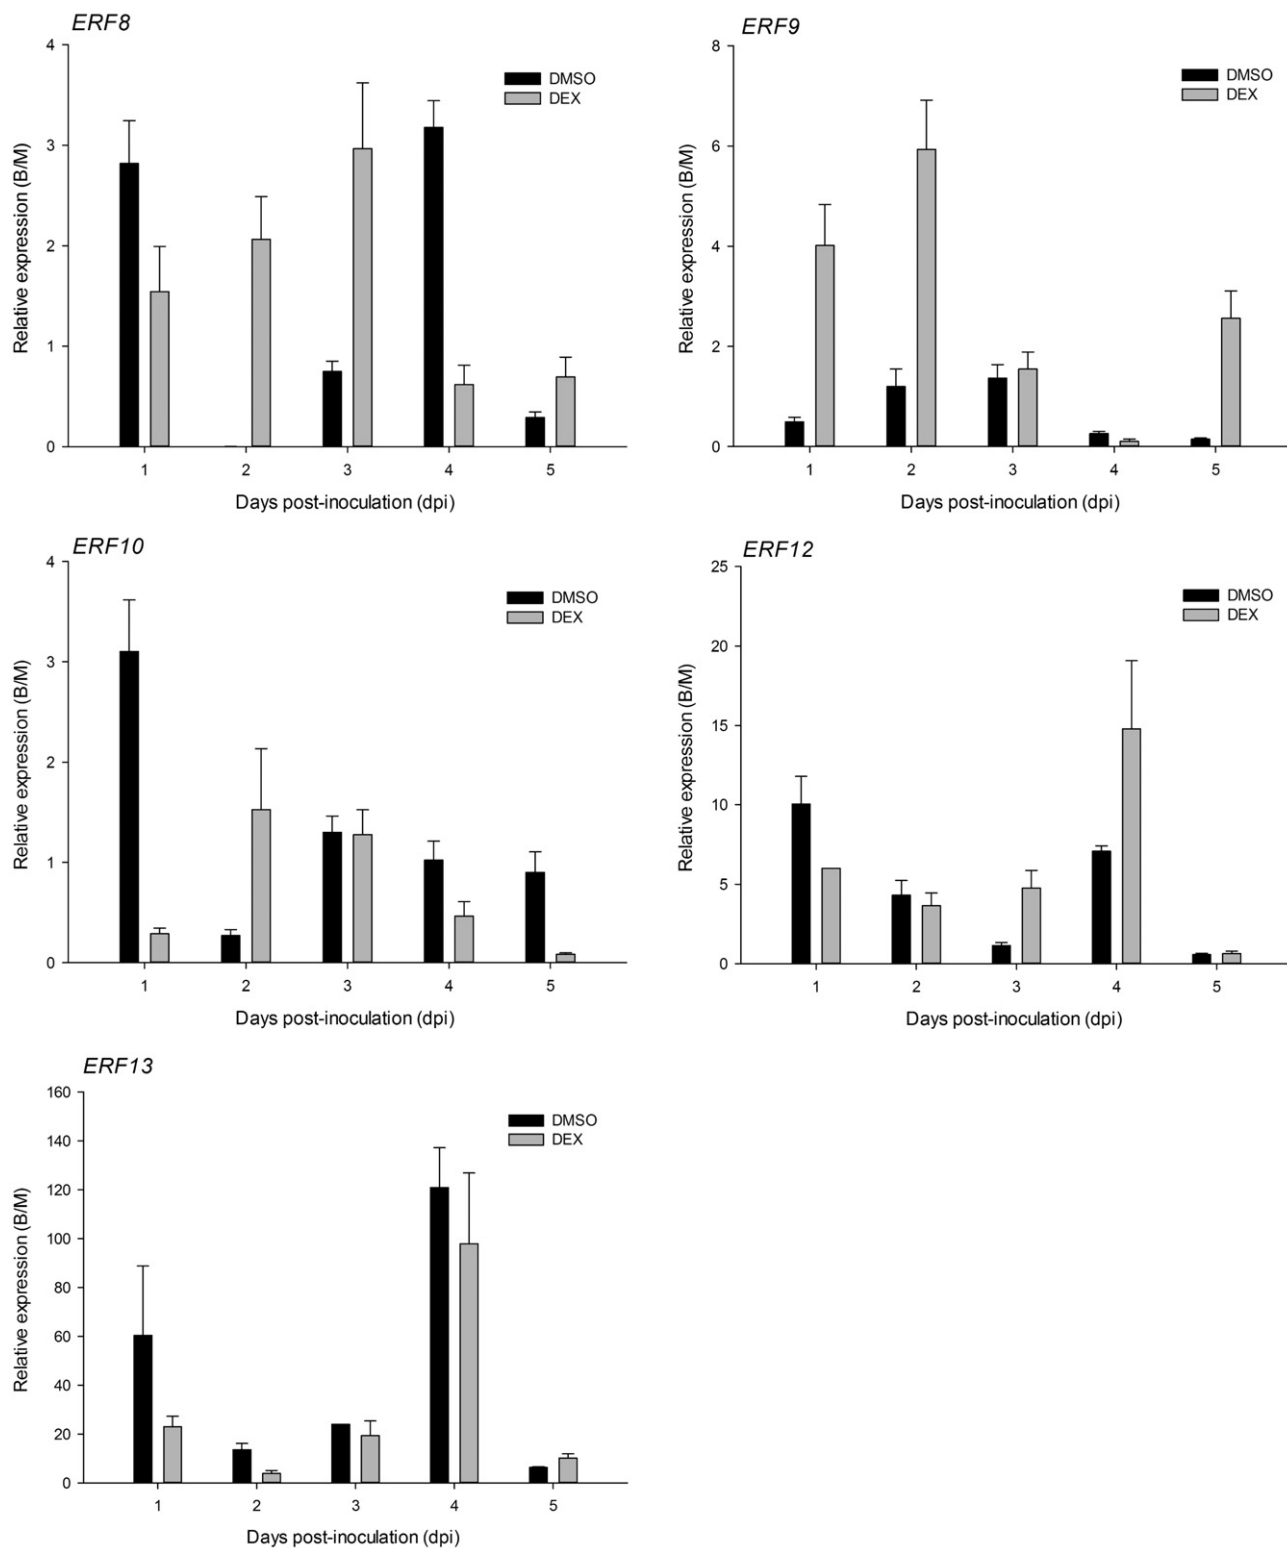 ERF8
4
3
2
1
0
Relative expression (B/M)
DMSO
DEX
1 2 3 4 5
Days post-inoculation (dpi)
ERF9
8
6
4
2
0
Relative expression (B/M)
DMSO
DEX
1 2 3 4 5
Days post-inoculation (dpi)
ERF10
4
3
2
1
0
Relative expression (B/M)
DMSO
DEX
1 2 3 4 5
Days post-inoculation (dpi)
ERF12
25
20
15
10
5
0
Relative expression (B/M)
DMSO
DEX
1 2 3 4 5
Days post-inoculation (dpi)
ERF13
160
140
120
100
80
60
40
20
0
Relative expression (B/M)
DMSO
DEX
1 2 3 4 5
Days post-inoculation (dpi)